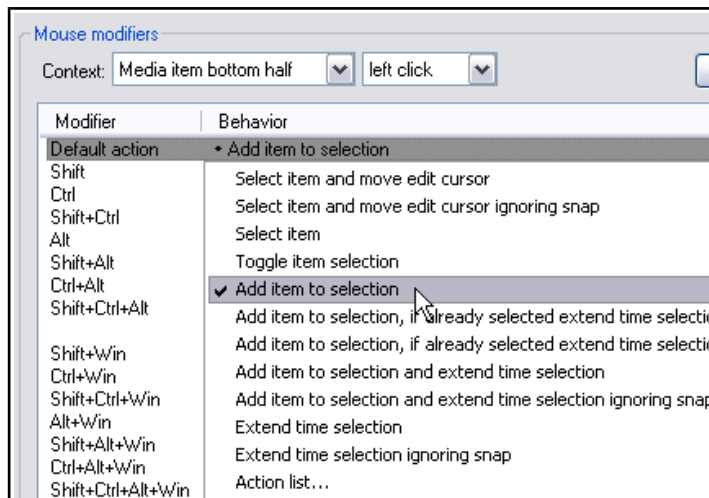 Mouse modifiers
Context: Media item bottom half left click
Modifier Behavior
Default action • Add item to selection
Shift
Ctrl
Shift+Ctrl
Alt
Shift+Alt
Ctrl+Alt
Shift+Ctrl+Alt
Shift+Win
Ctrl+Win
Shift+Ctrl+Win
Alt+Win
Shift+Alt+Win
Ctrl+Alt+Win
Shift+Ctrl+Alt+Win
Select item and move edit cursor
Select item and move edit cursor ignoring snap
Select item
Toggle item selection
✓ Add item to selection
Add item to selection, if already selected extend time selectio
Add item to selection, if already selected extend time selectio
Add item to selection and extend time selection
Add item to selection and extend time selection ignoring snap
Extend time selection
Extend time selection ignoring snap
Action list...